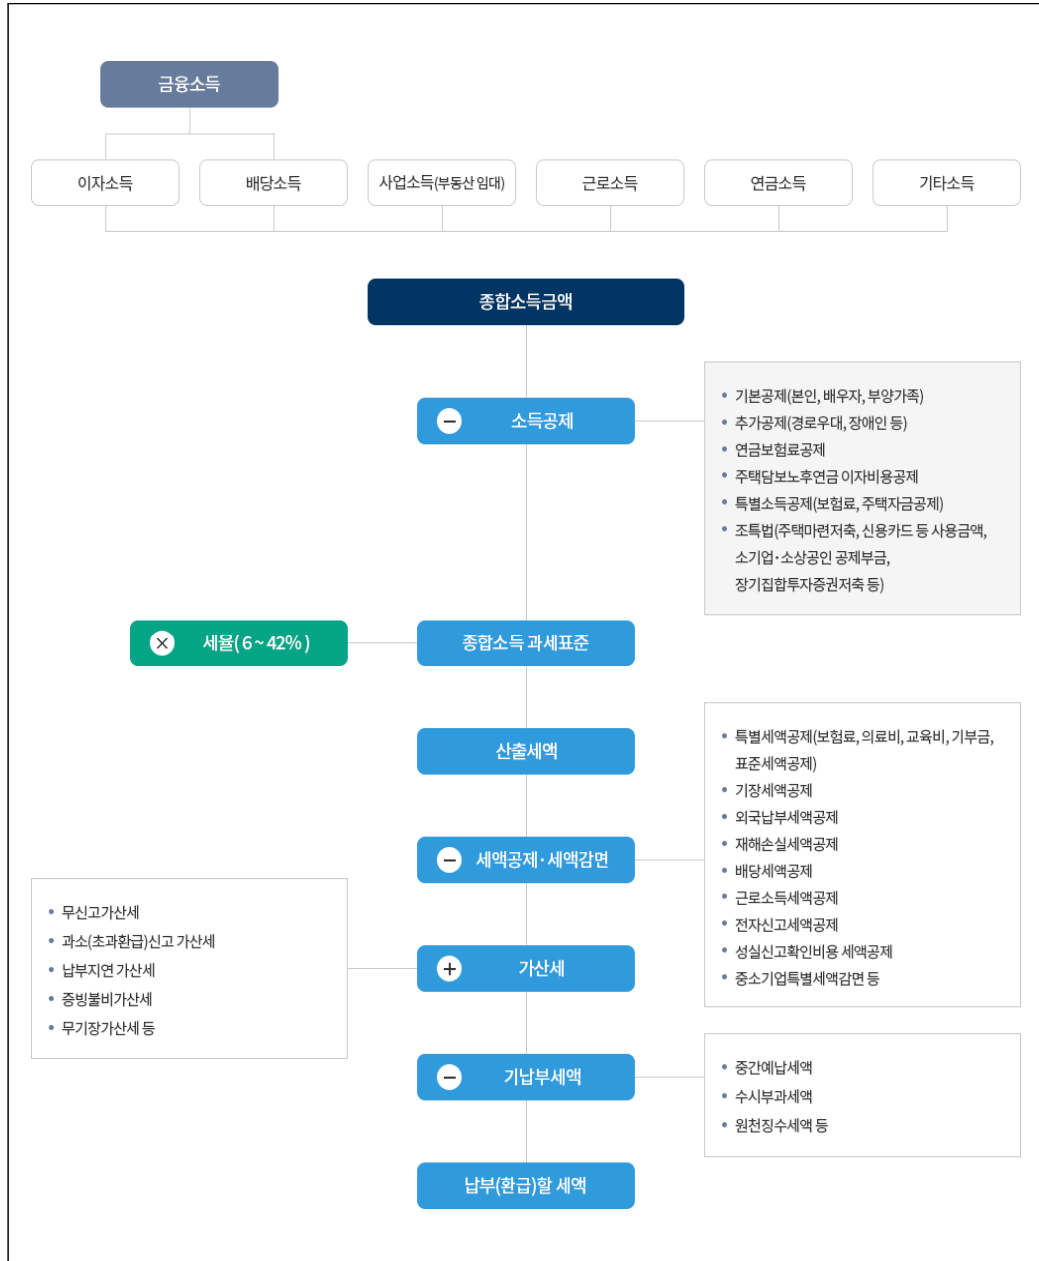 금융소득
이자소득
배당소득
사업소득(부동산 임대)
근로소득
연금소득
기타소득
종합소득금액
− 소득공제
• 기본공제(본인, 배우자, 부양가족)
• 추가공제(경로우대, 장애인 등)
• 연금보험료공제
• 주택담보노후연금 이자비용공제
• 특별소득공제(보험료, 주택자금공제)
• 조특법(주택마련저축, 신용카드 등 사용금액,
소기업·소상공인 공제부금,
장기집합투자증권저축 등)
× 세율( 6 ~ 42% )
종합소득 과세표준
산출세액
− 세액공제·세액감면
• 특별세액공제(보험료, 의료비, 교육비, 기부금,
표준세액공제)
• 기장세액공제
• 외국납부세액공제
• 재해손실세액공제
• 배당세액공제
• 근로소득세액공제
• 전자신고세액공제
• 성실신고확인비용 세액공제
• 중소기업특별세액감면 등
• 무신고가산세
• 과소(초과환급)신고 가산세
• 납부지연 가산세
• 증빙불비가산세
• 무기장가산세 등
+ 가산세
− 기납부세액
• 중간예납세액
• 수시부과세액
• 원천징수세액 등
납부(환급)할 세액